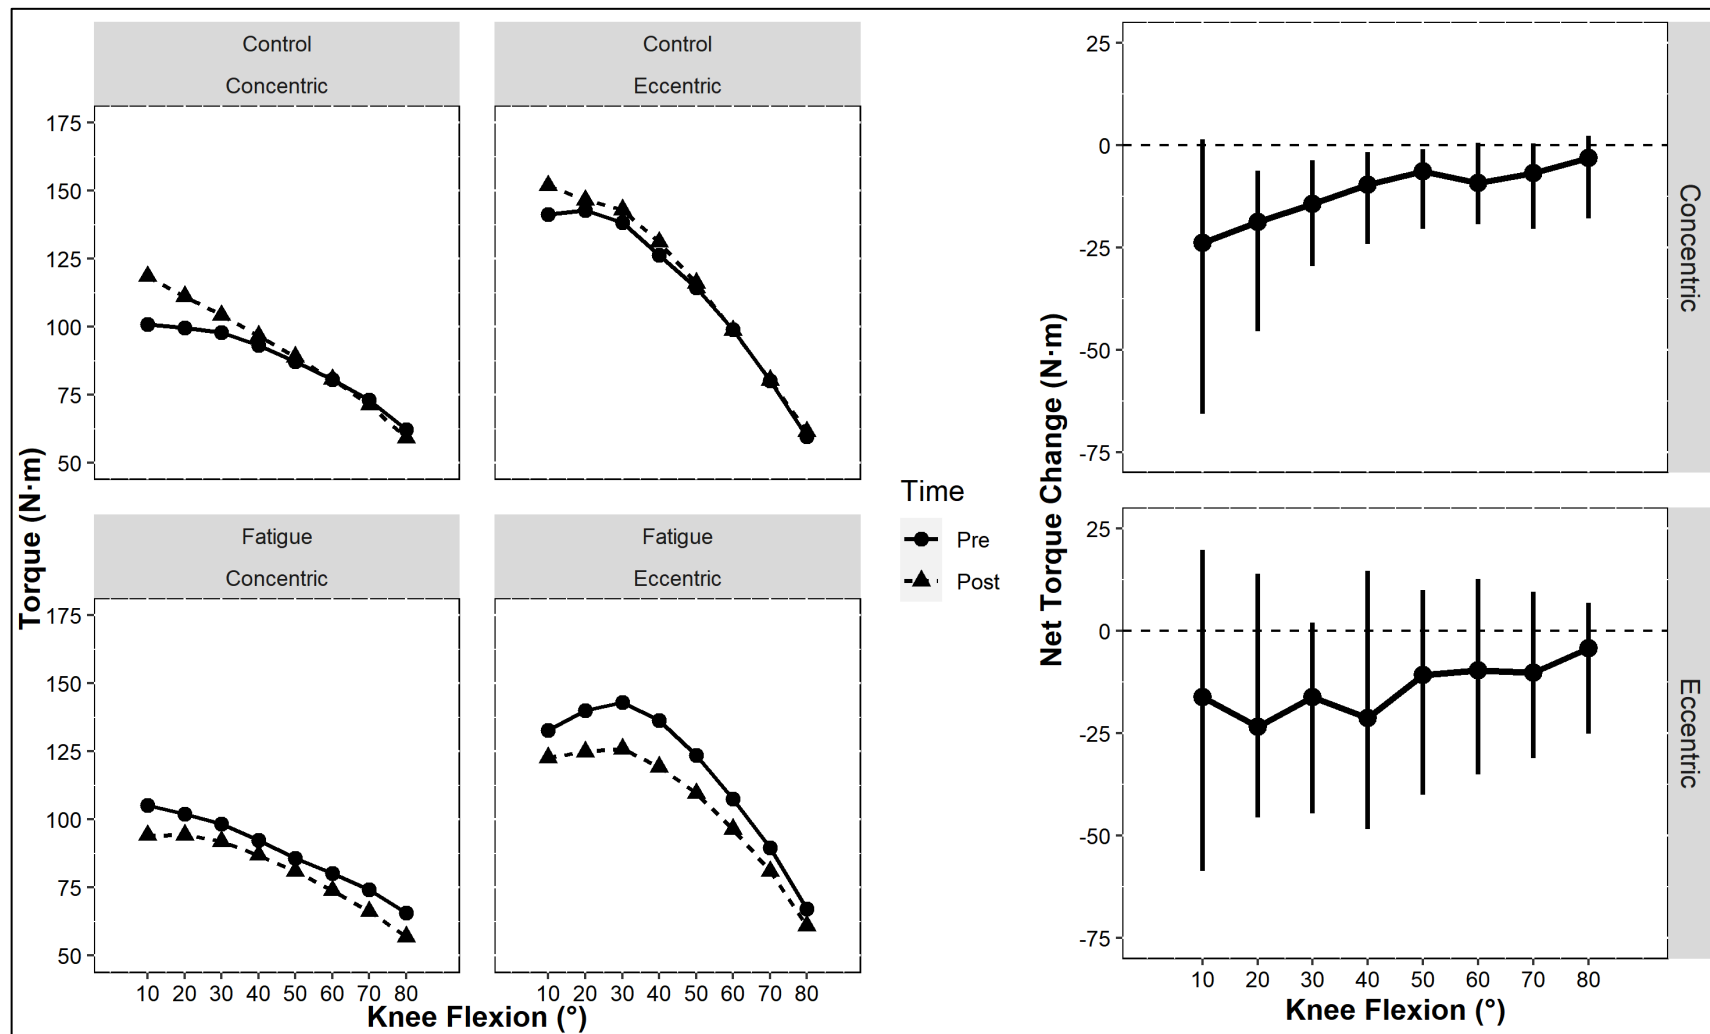 Control
Concentric
Control
Eccentric
175
150
125
100
75
50
Fatigue
Concentric
Fatigue
Eccentric
175
150
125
100
75
50
10 20 30 40 50 60 70 80
10 20 30 40 50 60 70 80
Torque (N·m)
Knee Flexion (°)
Time
Pre
Post
25
0
-25
-50
-75
Concentric
25
0
-25
-50
-75
Eccentric
10 20 30 40 50 60 70 80
Net Torque Change (N·m)
Knee Flexion (°)